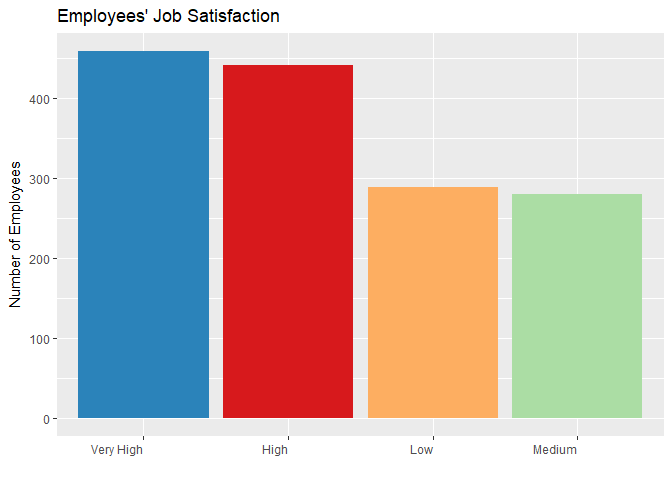 Employees' Job Satisfaction
Number of Employees
400
300
200
100
0
Very High High Low Medium